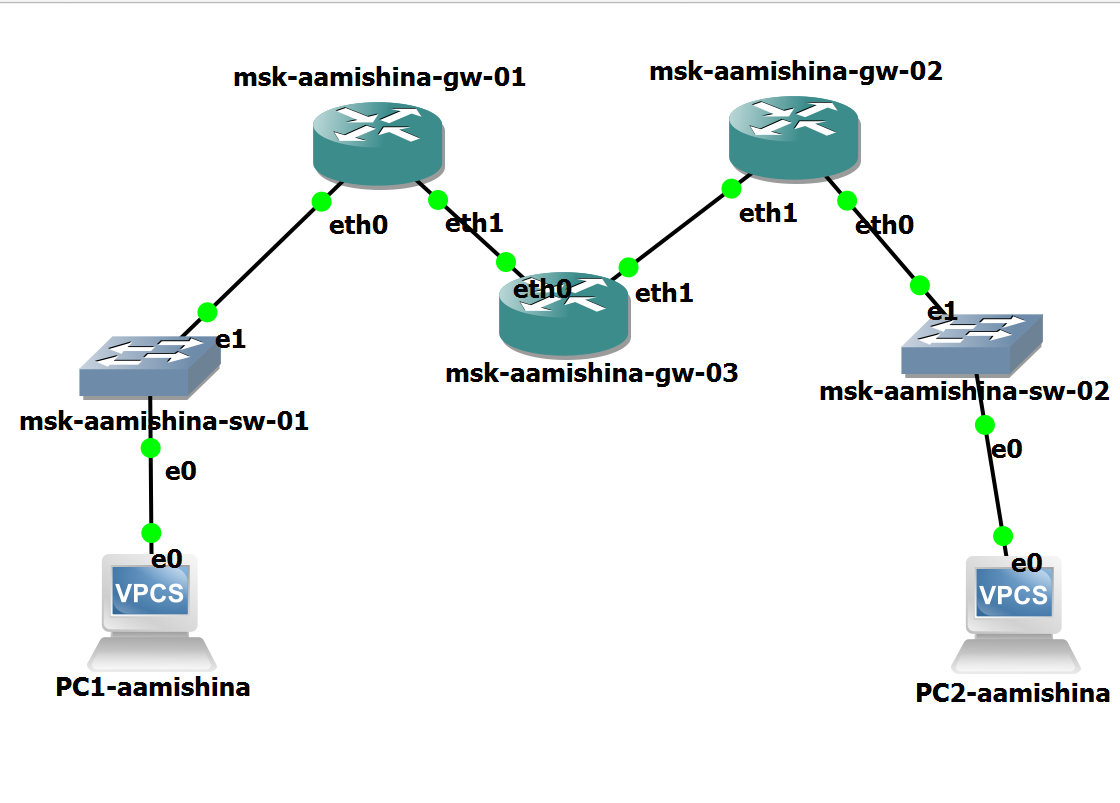 msk-aamishina-gw-01
msk-aamishina-gw-02
eth0
eth1
eth1
eth0
eth0
eth1
e1
e1
msk-aamishina-gw-03
msk-aamishina-sw-01
msk-aamishina-sw-02
e0
e0
e0
e0
VPCS
VPCS
PC1-aamishina
PC2-aamishina